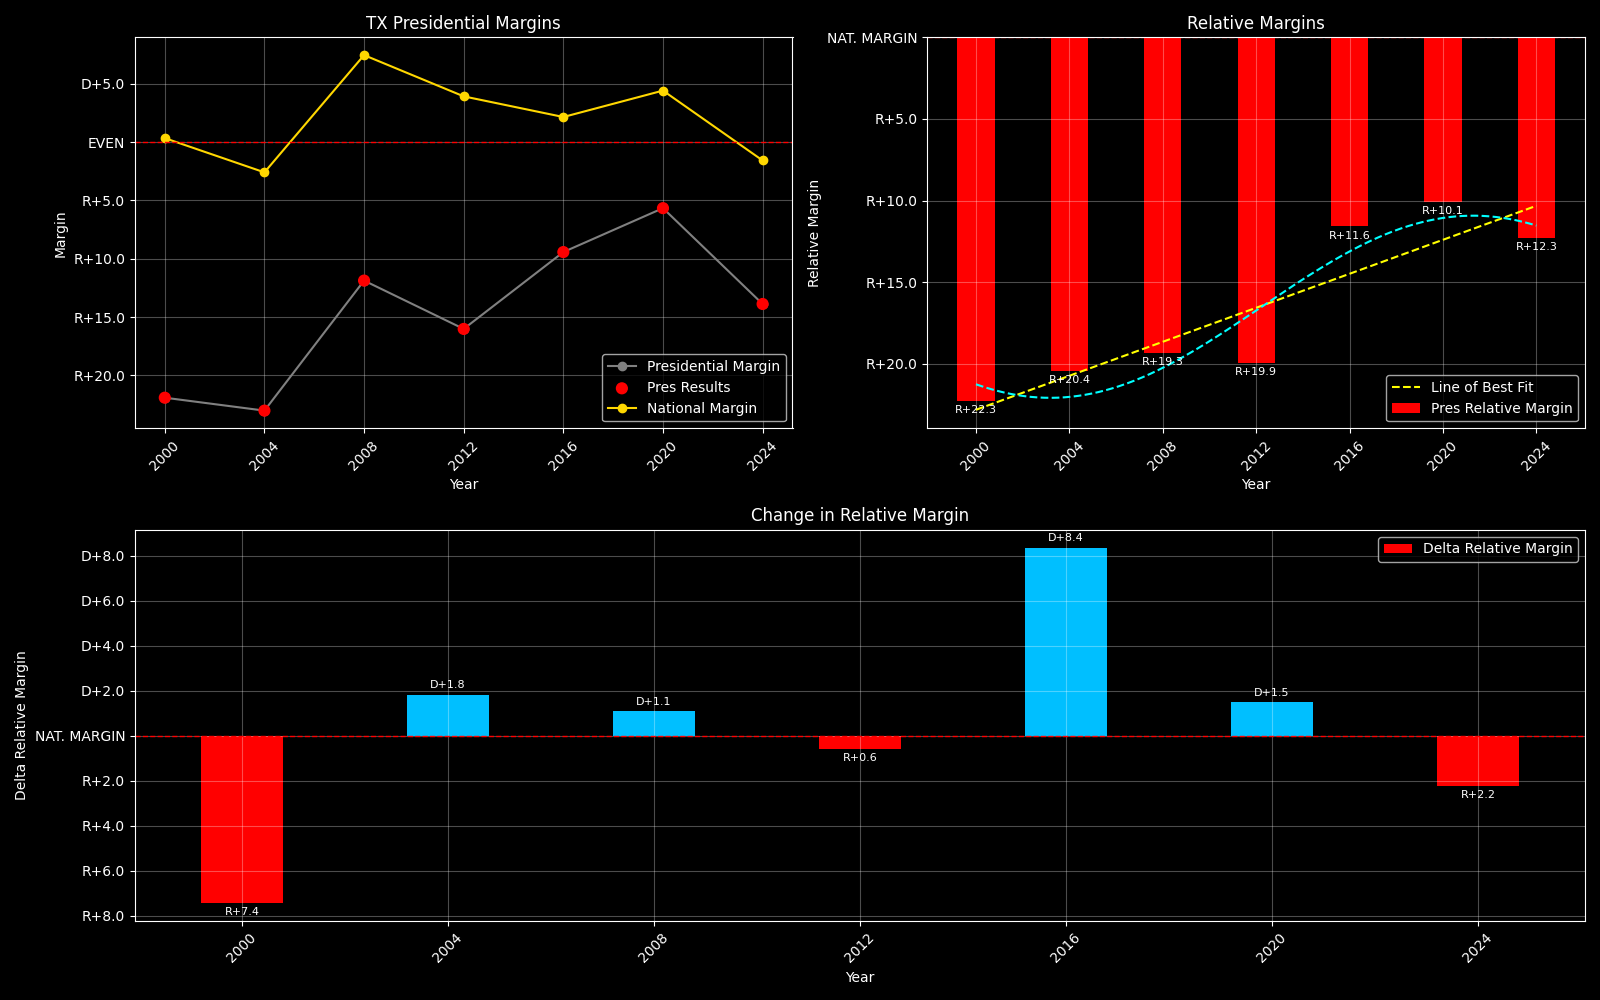 TX Presidential Margins
D+5.0
EVEN
R+5.0
R+10.0
R+15.0
R+20.0
Margin
2000
2004
2008
2012
2016
2020
2024
Year
Presidential Margin
Pres Results
National Margin
Relative Margins
NAT. MARGIN
R+5.0
R+10.0
R+15.0
R+20.0
Relative Margin
R+22.3
R+20.4
R+19.3
R+19.9
R+11.6
R+10.1
R+12.3
2000
2004
2008
2012
2016
2020
2024
Year
Line of Best Fit
Pres Relative Margin
Change in Relative Margin
D+8.0
D+6.0
D+4.0
D+2.0
NAT. MARGIN
R+2.0
R+4.0
R+6.0
R+8.0
Delta Relative Margin
R+7.4
D+1.8
D+1.1
R+0.6
D+8.4
D+1.5
R+2.2
2000
2004
2008
2012
2016
2020
2024
Year
Delta Relative Margin